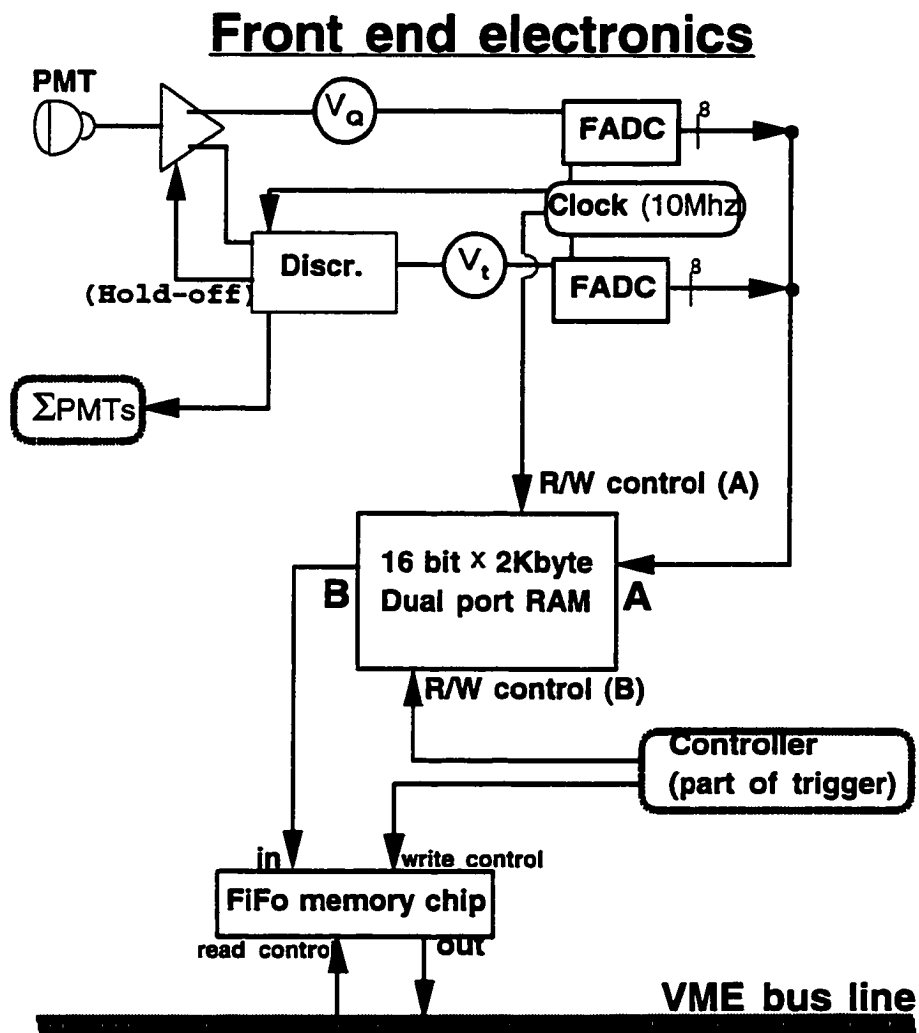 Front end electronics
PMT
VQ
FADC
8
Clock (10Mhz)
Discr.
Vt
FADC
8
(Hold-off)
ΣPMTs
R/W control (A)
16 bit x 2Kbyte
Dual port RAM
B
A
R/W control (B)
Controller
(part of trigger)
in
write control
FiFo memory chip
read control
out
VME bus line